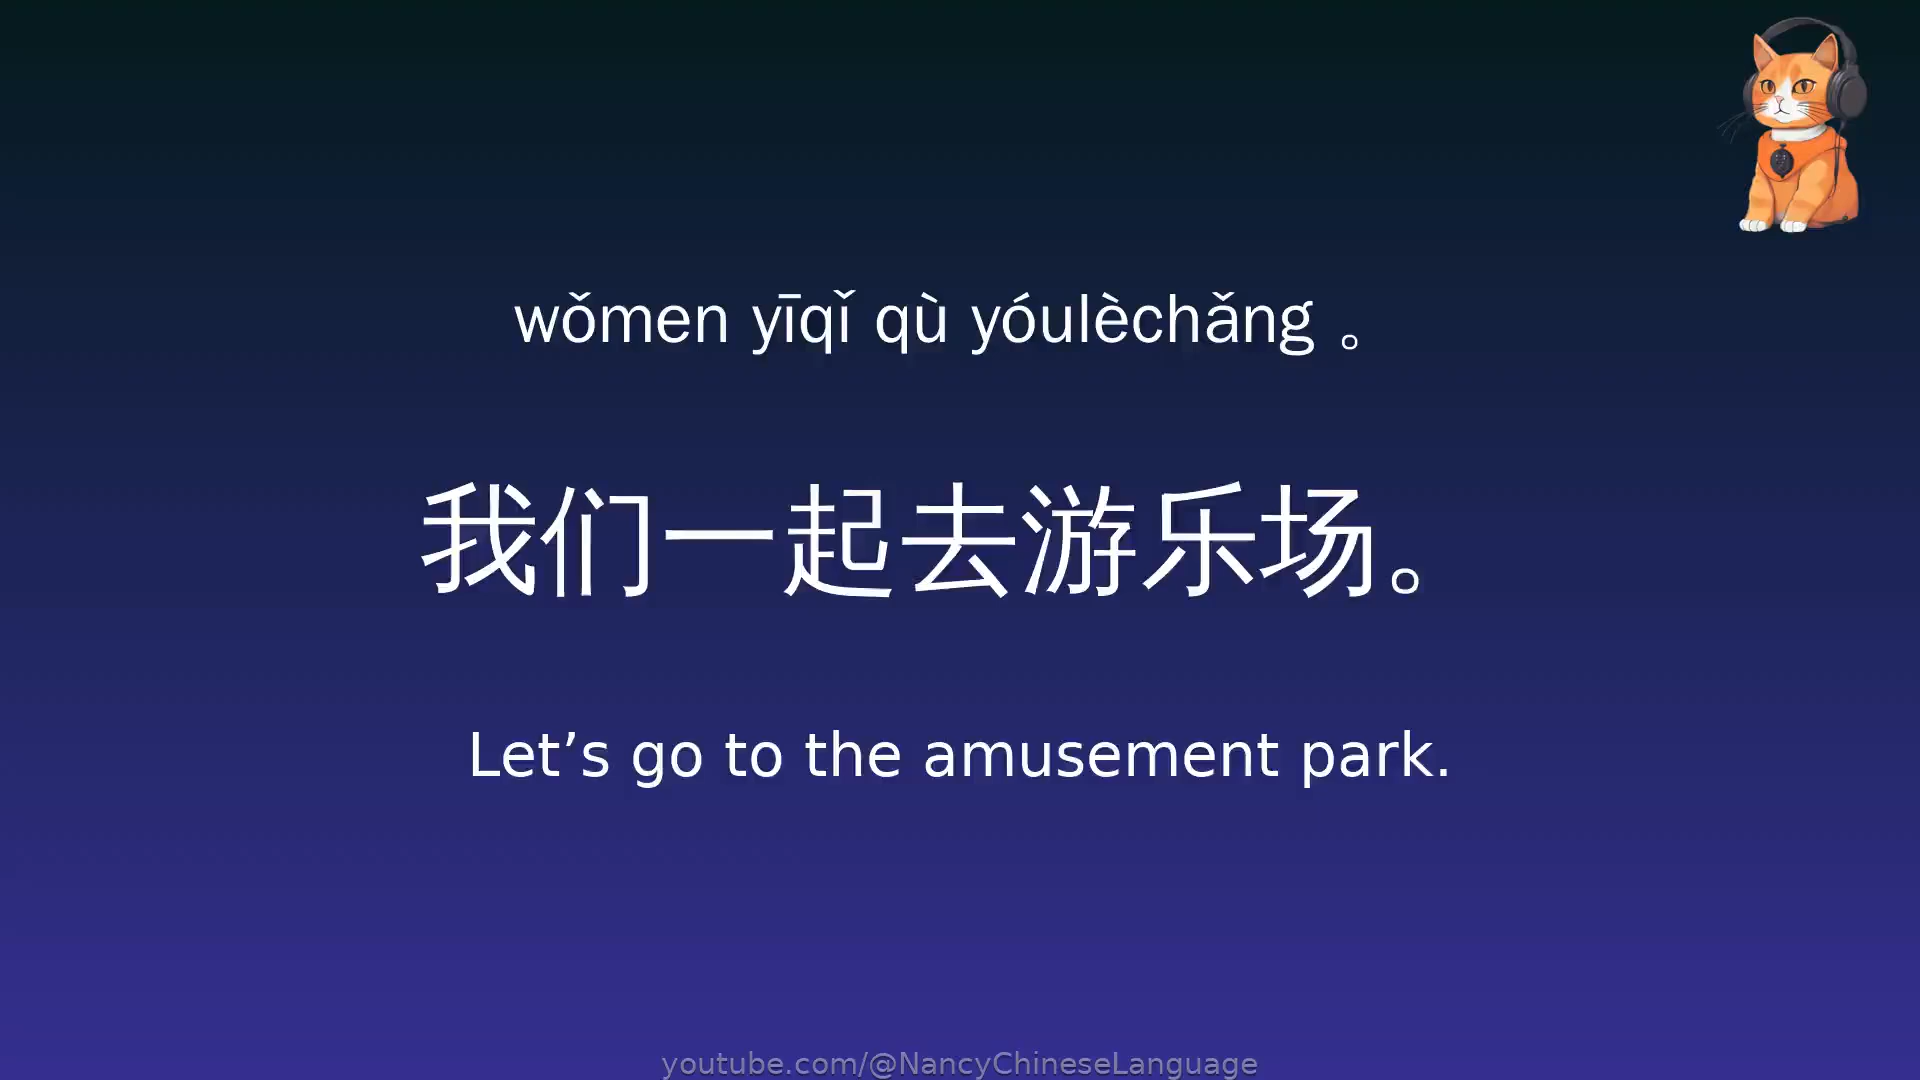 wǒmen yīqǐ qù yóulèchǎng 。
我们一起去游乐场。
Let’s go to the amusement park.
youtube.com/@NancyChineseLanguage